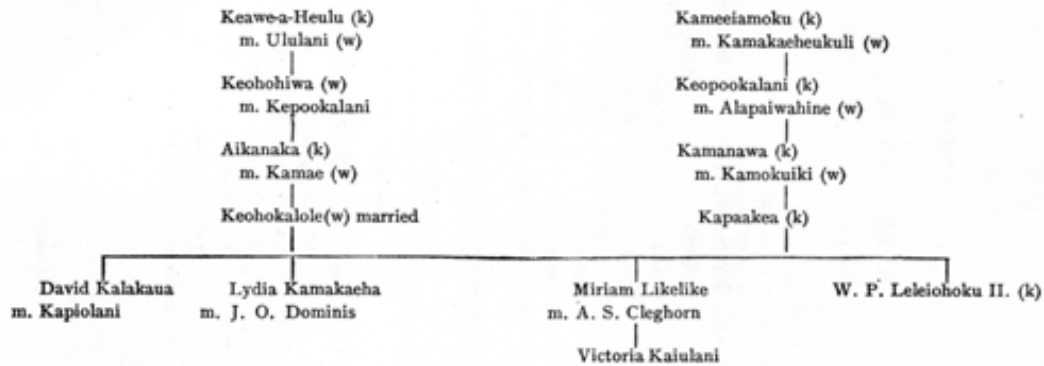 Keawe-a-Heulu (k)
m. Ululani (w)
Keohohiwa (w)
m. Kepookalani
Aikanaka (k)
m. Kamae (w)
Keohokalole(w) married
Kameeiamoku (k)
m. Kamakaeheukuli (w)
Keopookalani (k)
m. Alapaiwahine (w)
Kamanawa (k)
m. Kamokuiki (w)
Kapaakea (k)
David Kalakaua
m. Kapiolani
Lydia Kamakaeha
m. J. O. Dominis
Miriam Likelike
m. A. S. Cleghorn
Victoria Kaiulani
W. P. Leleiohoku II. (k)